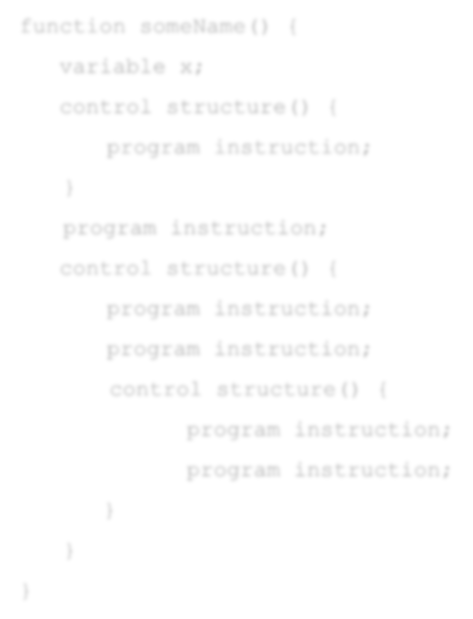 function someName() {
variable x;
control structure() {
program instruction;
}
program instruction;
control structure() {
program instruction;
program instruction;
control structure() {
program instruction;
program instruction;
}
}
}